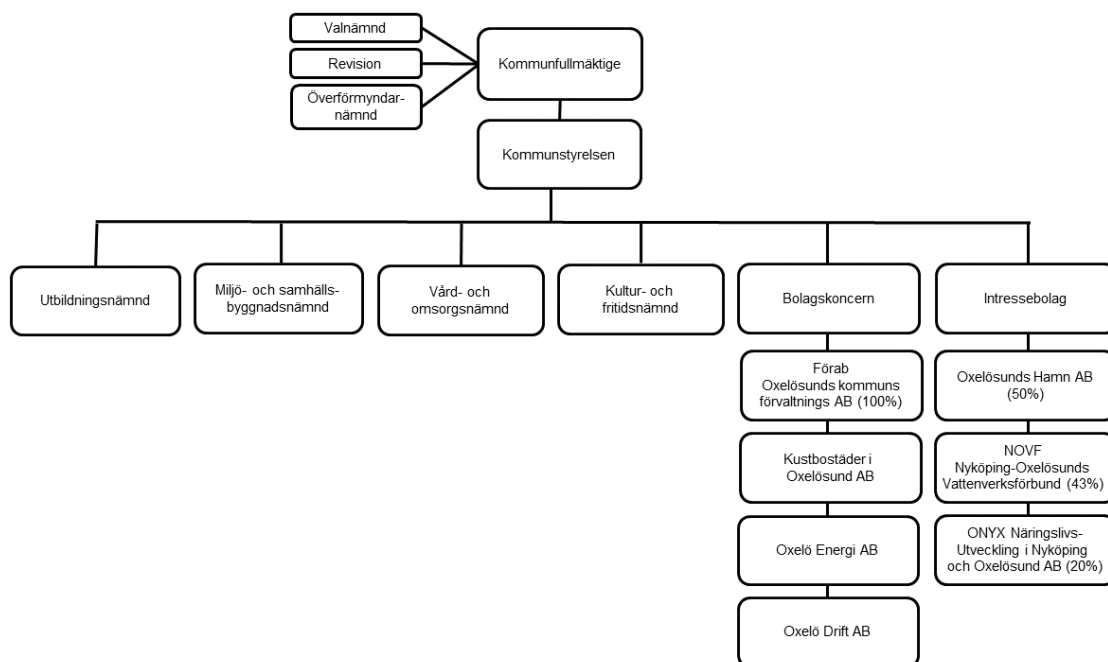 Valnämnd
Revision
Överförmyndar-
nämnd
Kommunfullmäktige
Kommunstyrelsen
Utbildningsnämnd
Miljö- och samhälls-
byggnadsnämnd
Vård- och
omsorgsnämnd
Kultur- och
fritidsnämnd
Bolagskoncern
Intressebolag
Förab
Oxelösunds kommuns
förvaltnings AB (100%)
Kustbostäder i
Oxelösund AB
Oxelö Energi AB
Oxelö Drift AB
Oxelösunds Hamn AB
(50%)
NOVF
Nyköping-Oxelösunds
Vattenverksförbund (43%)
ONYX Näringslivs-
Utveckling i Nyköping
och Oxelösund AB (20%)